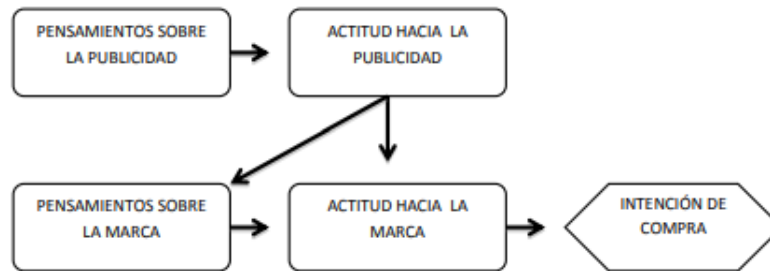 PENSAMIENTOS SOBRE
LA PUBLICIDAD
ACTITUD HACIA LA
PUBLICIDAD
PENSAMIENTOS SOBRE
LA MARCA
ACTITUD HACIA LA
MARCA
INTENCIÓN DE
COMPRA